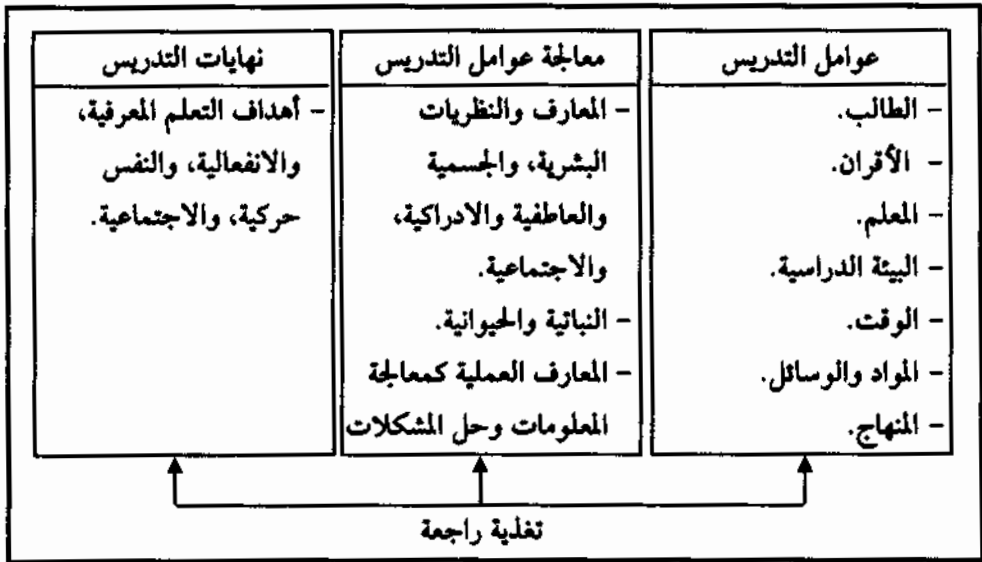 عوامل التدريس
- الطالب.
- الأقران.
- المعلم.
- البيئة الدراسية.
- الوقت.
- المواد والوسائل.
- المنهاج.
معالجة عوامل التدريس
- المعارف والنظريات
البشرية، والجسمية
والعاطفية والادراكية،
والاجتماعية.
- النباتية والحيوانية.
- المعارف العملية كمعالجة
المعلومات وحل المشكلات
نهايات التدريس
- أهداف التعلم المعرفية،
والانفعالية، والنفس
حركية، والاجتماعية.
تغذية راجعة